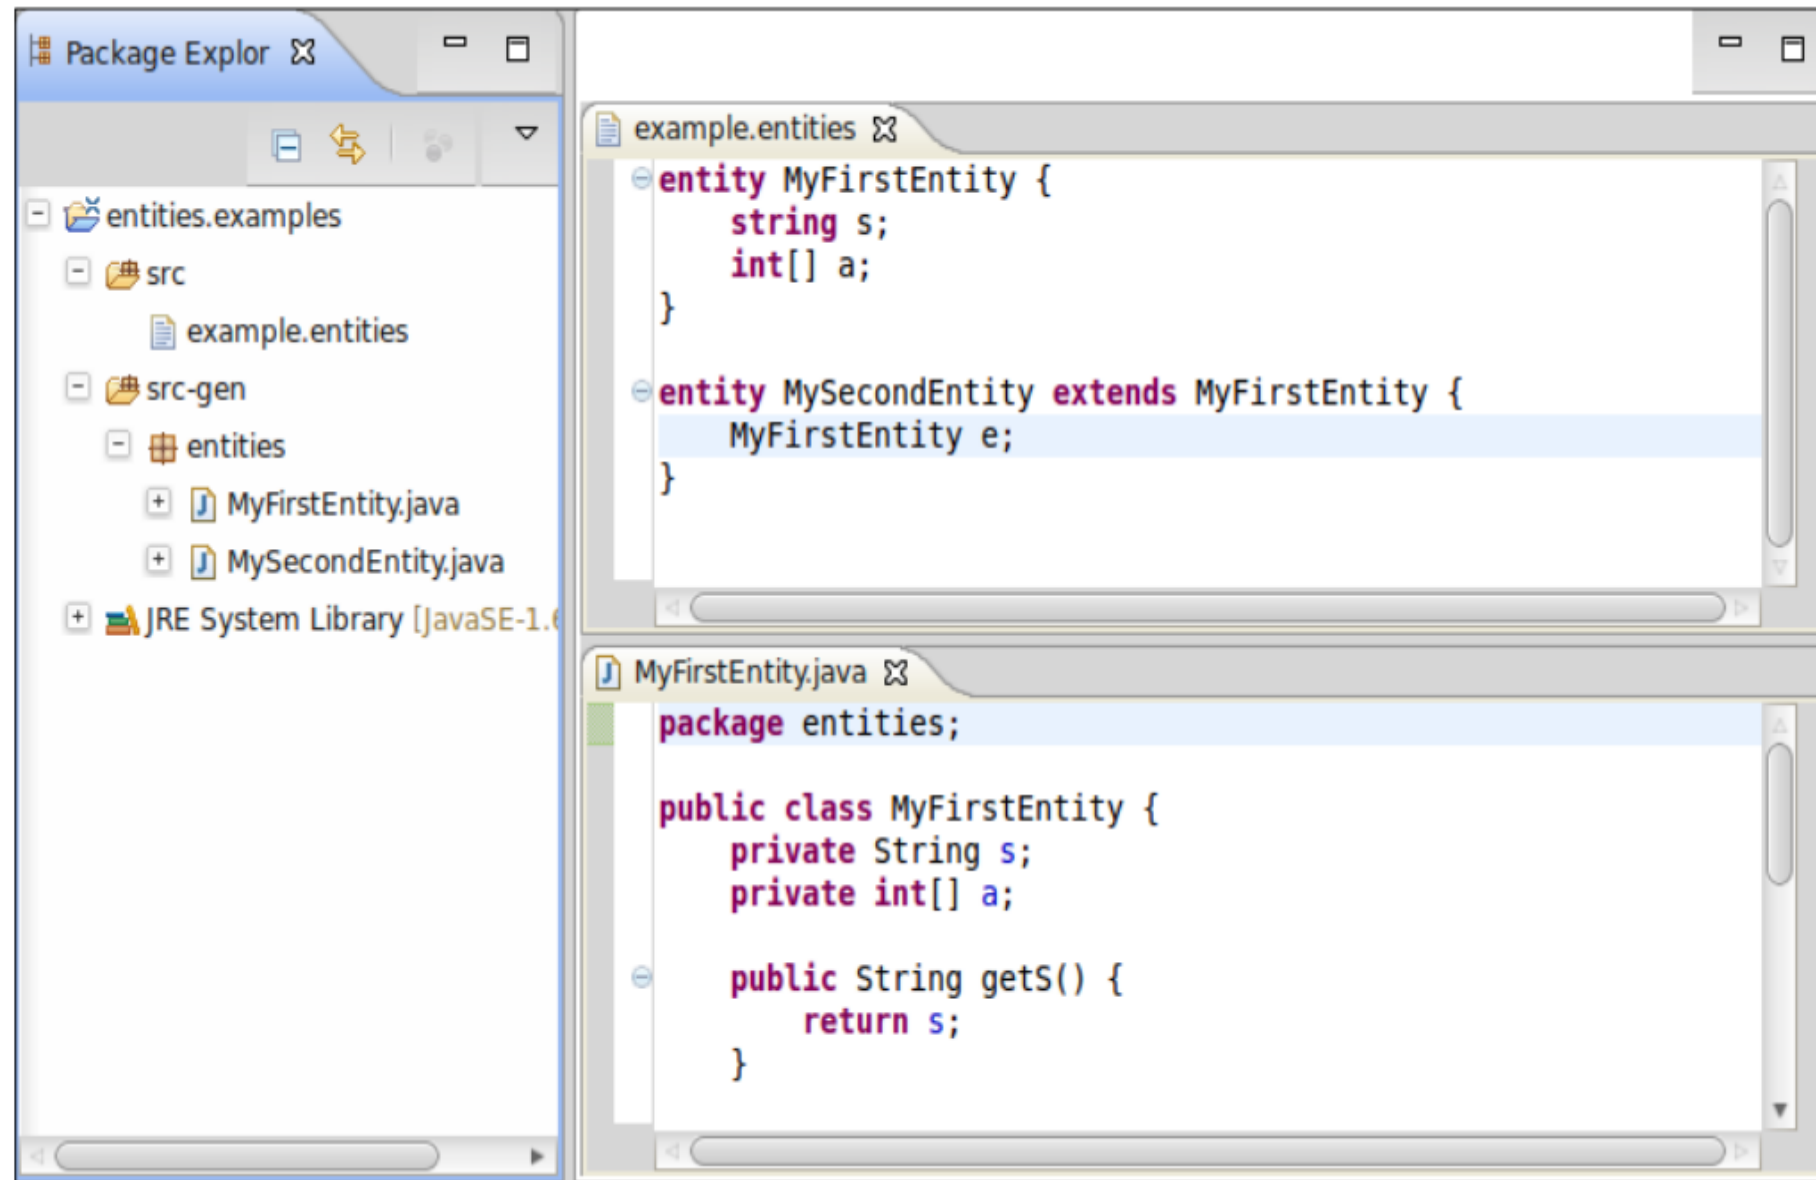 Package Explor
entities.examples
src
example.entities
src-gen
entities
MyFirstEntity.java
MySecondEntity.java
JRE System Library [JavaSE-1.6
example.entities
entity MyFirstEntity {
string s;
int[] a;
}
entity MySecondEntity extends MyFirstEntity {
MyFirstEntity e;
}
MyFirstEntity.java
package entities;
public class MyFirstEntity {
private String s;
private int[] a;
public String getS() {
return s;
}